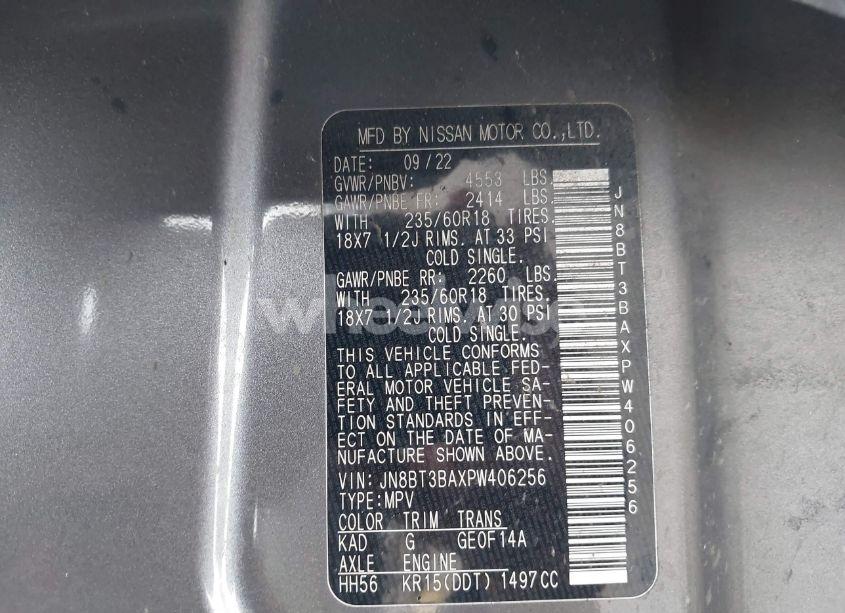 MFD BY NISSAN MOTOR CO.,LTD.
DATE: 09/22
GVWR/PNBV: 4553 LBS.
GAWR/PNBE FR: 2414 LBS.
WITH 235/60R18 TIRES.
18X7 1/2J RIMS. AT 33 PSI
COLD SINGLE.
GAWR/PNBE RR: 2260 LBS.
WITH 235/60R18 TIRES.
18X7 1/2J RIMS. AT 30 PSI
COLD SINGLE.
THIS VEHICLE CONFORMS
TO ALL APPLICABLE FED-
ERAL MOTOR VEHICLE SA-
FETY AND THEFT PREVEN-
TION STANDARDS IN EFF-
ECT ON THE DATE OF MA-
NUFACTURE SHOWN ABOVE.
VIN: JN8BT3BAXPW406256
TYPE:MPV
COLOR TRIM TRANS
KAD G GE0F14A
AXLE ENGINE
HH56 KR15(DDT) 1497CC
JN8BT3BAXPW406256